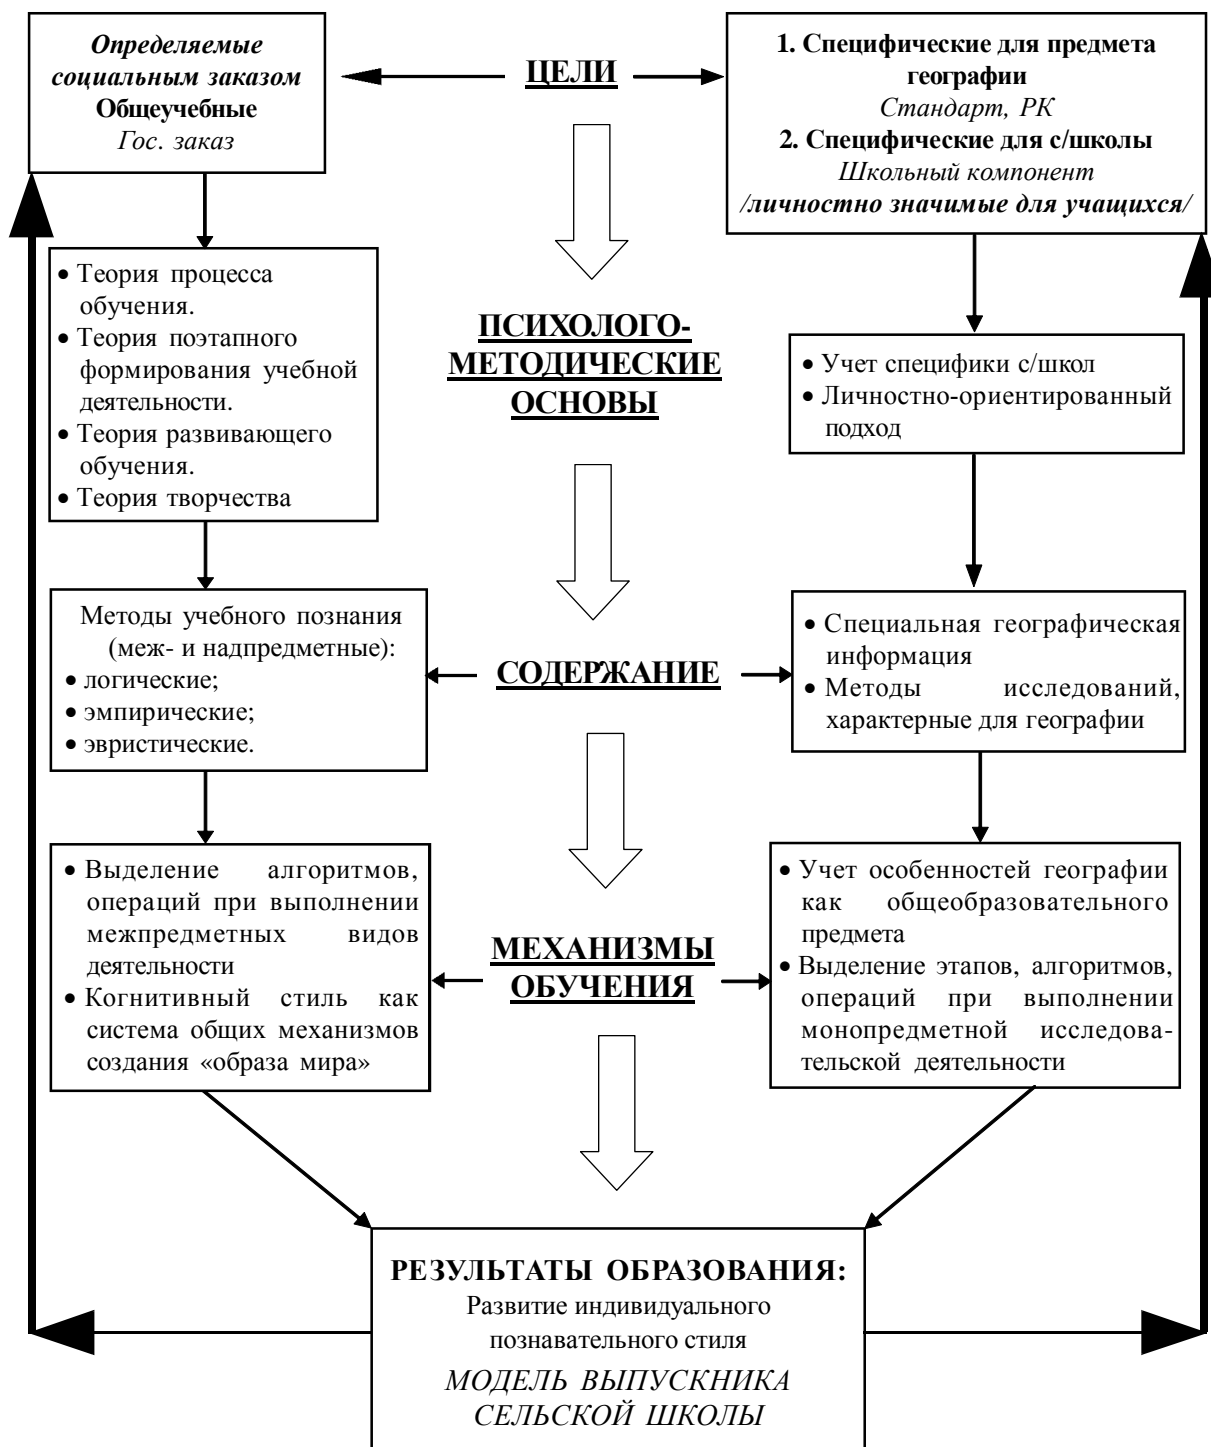 Определяемые
социальным заказом
Общеучебные
Гос. заказ
ЦЕЛИ
1. Специфические для предмета
географии
Стандарт, РК
2. Специфические для с/школы
Школьный компонент
/личностно значимые для учащихся/
• Теория процесса
обучения.
• Теория поэтапного
формирования учебной
деятельности.
• Теория развивающего
обучения.
• Теория творчества
ПСИХОЛОГО-
МЕТОДИЧЕСКИЕ
ОСНОВЫ
• Учет специфики с/школ
• Личностно-ориентированный
подход
Методы учебного познания
(меж- и надпредметные):
• логические;
• эмпирические;
• эвристические.
СОДЕРЖАНИЕ
• Специальная географическая
информация
• Методы исследований,
характерные для географии
• Выделение алгоритмов,
операций при выполнении
межпредметных видов
деятельности
• Когнитивный стиль как
система общих механизмов
создания «образа мира»
МЕХАНИЗМЫ
ОБУЧЕНИЯ
• Учет особенностей географии
как общеобразовательного
предмета
• Выделение этапов, алгоритмов,
операций при выполнении
монопредметной исследова-
тельской деятельности
РЕЗУЛЬТАТЫ ОБРАЗОВАНИЯ:
Развитие индивидуального
познавательного стиля
МОДЕЛЬ ВЫПУСКНИКА
СЕЛЬСКОЙ ШКОЛЫ